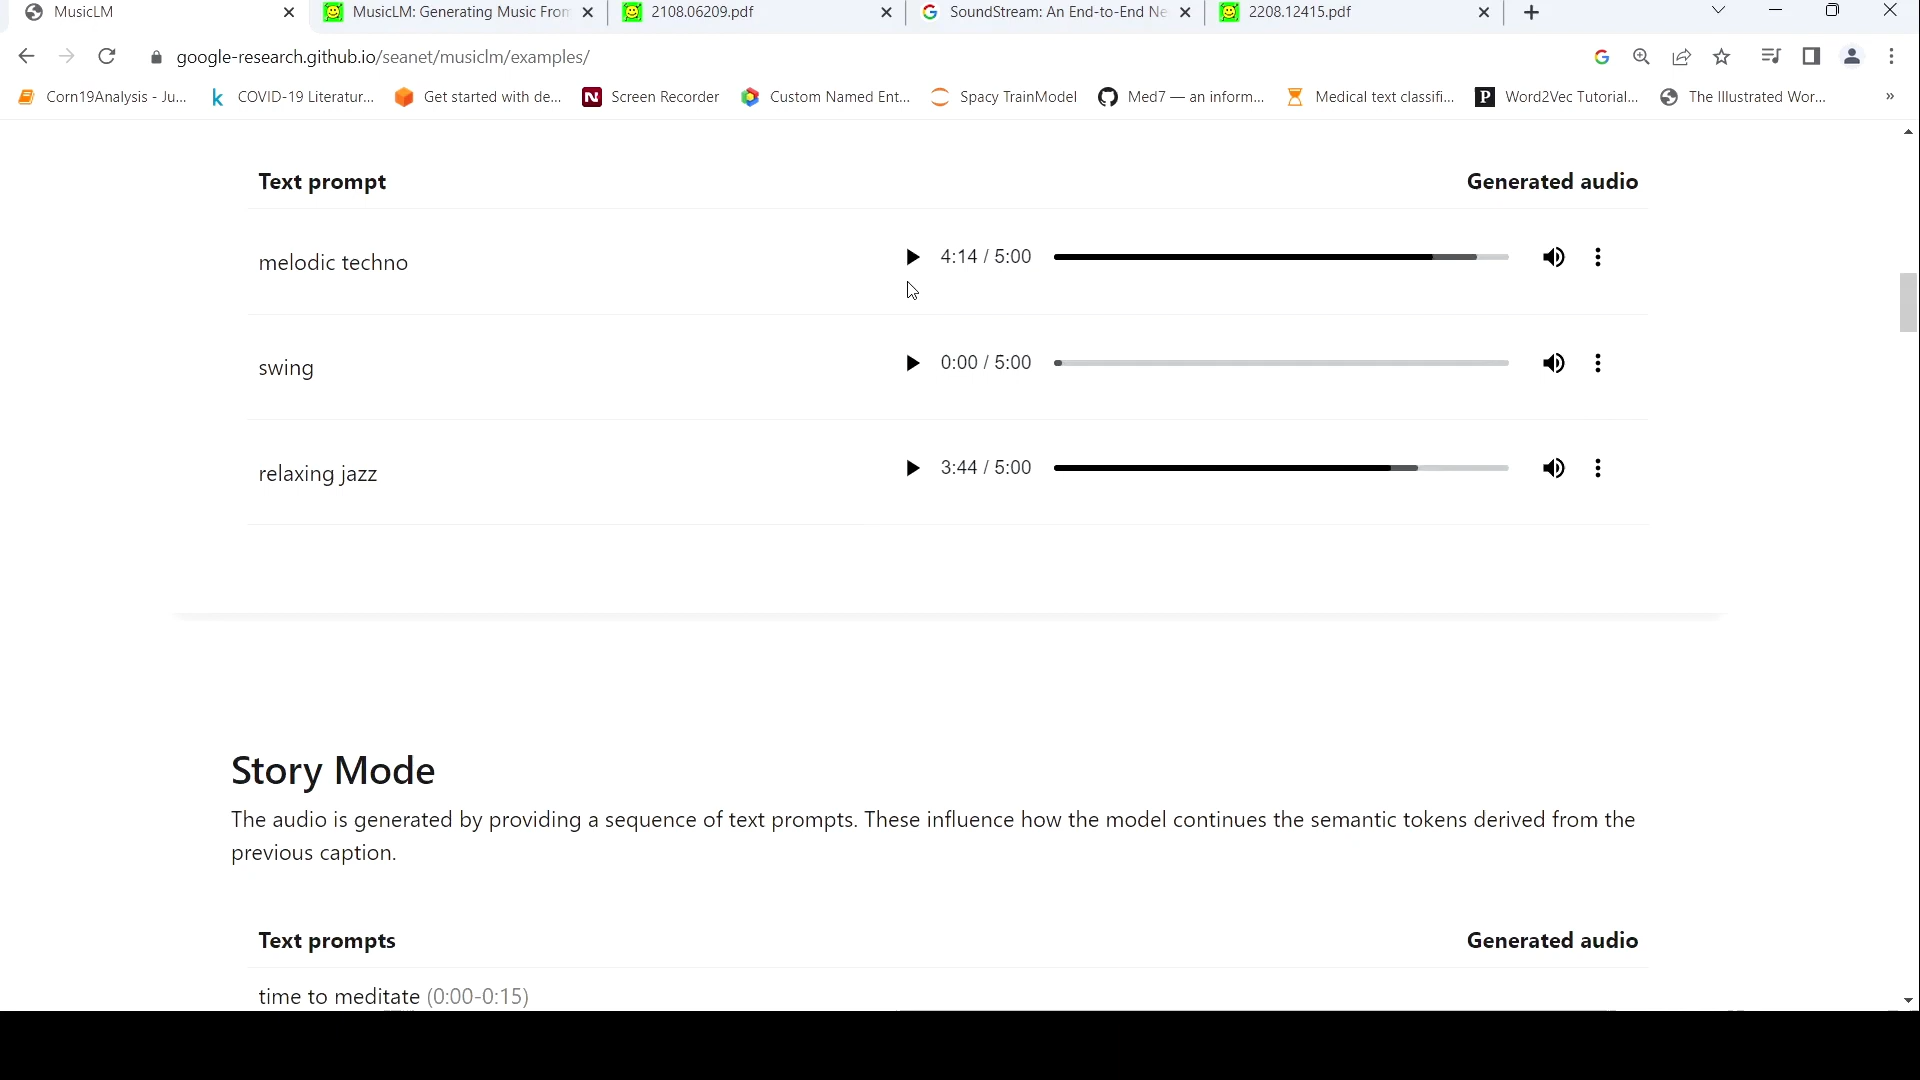 MusicLM
MusicLM: Generating Music From
2108.06209.pdf
SoundStream: An End-to-End Ne
2208.12415.pdf
google-research.github.io/seanet/musiclm/examples/
Corn19Analysis - Ju...
COVID-19 Literatur...
Get started with de...
Screen Recorder
Custom Named Ent...
Spacy TrainModel
Med7 — an inform...
Medical text classifi...
Word2Vec Tutorial...
The Illustrated Wor...
»
Text prompt
Generated audio
melodic techno
4:14 / 5:00
swing
0:00 / 5:00
relaxing jazz
3:44 / 5:00
Story Mode
The audio is generated by providing a sequence of text prompts. These influence how the model continues the semantic tokens derived from the
previous caption.
Text prompts
Generated audio
time to meditate (0:00-0:15)